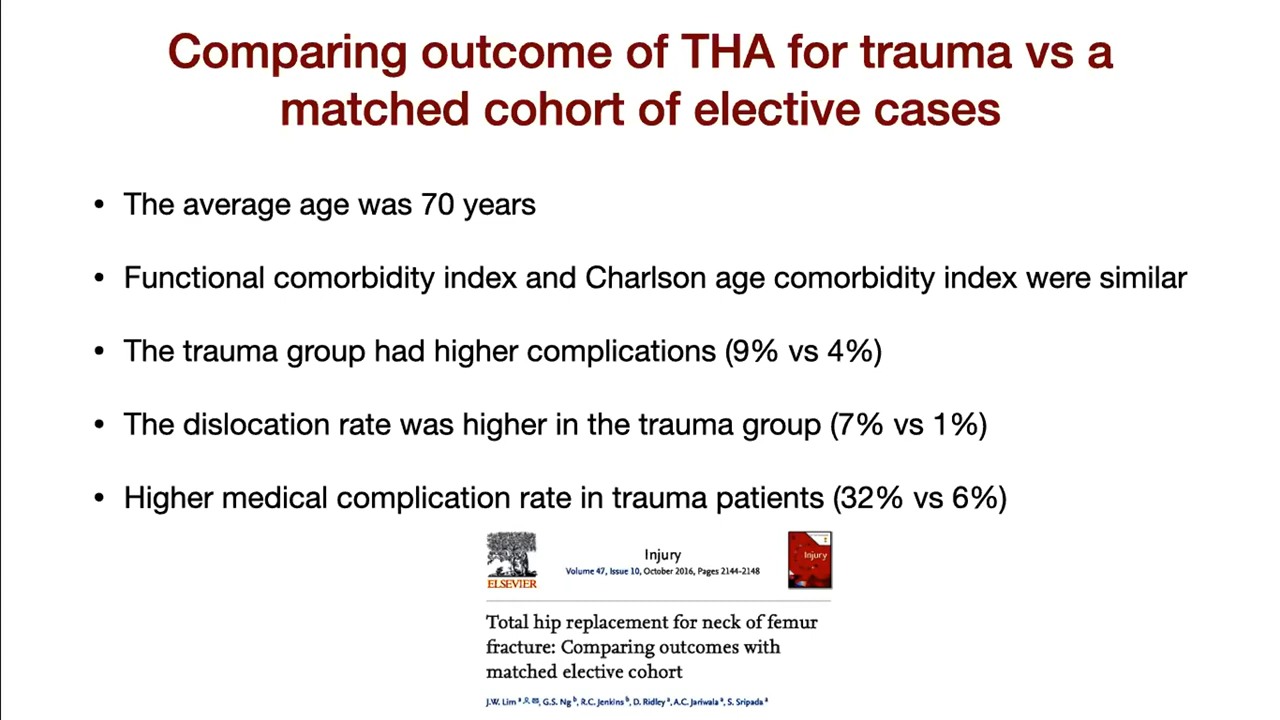 Comparing outcome of THA for trauma vs a
matched cohort of elective cases
• The average age was 70 years
• Functional comorbidity index and Charlson age comorbidity index were similar
• The trauma group had higher complications (9% vs 4%)
• The dislocation rate was higher in the trauma group (7% vs 1%)
• Higher medical complication rate in trauma patients (32% vs 6%)
ELSEVIER
Injury
Volume 47, Issue 10, October 2016, Pages 2144-2148
Injury
Total hip replacement for neck of femur
fracture: Comparing outcomes with
matched elective cohort
J.W. Lim a, G.S. Ng b, R.C. Jenkins b, D. Ridley a, A.C. Jariwala a, S. Sripada a